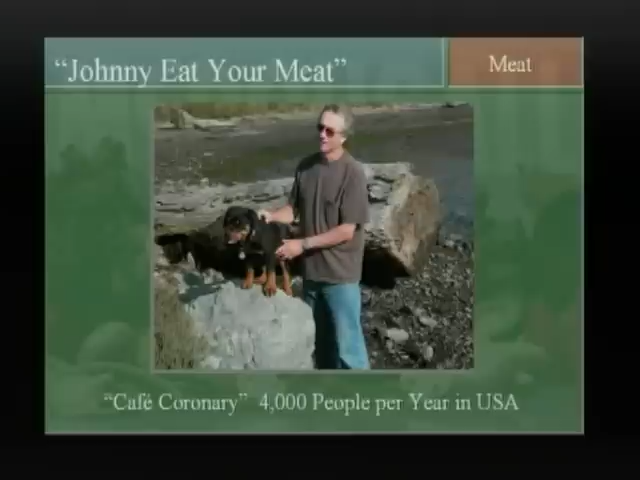 “Johnny Eat Your Meat”
Meat
“Café Coronary” 4,000 People per Year in USA